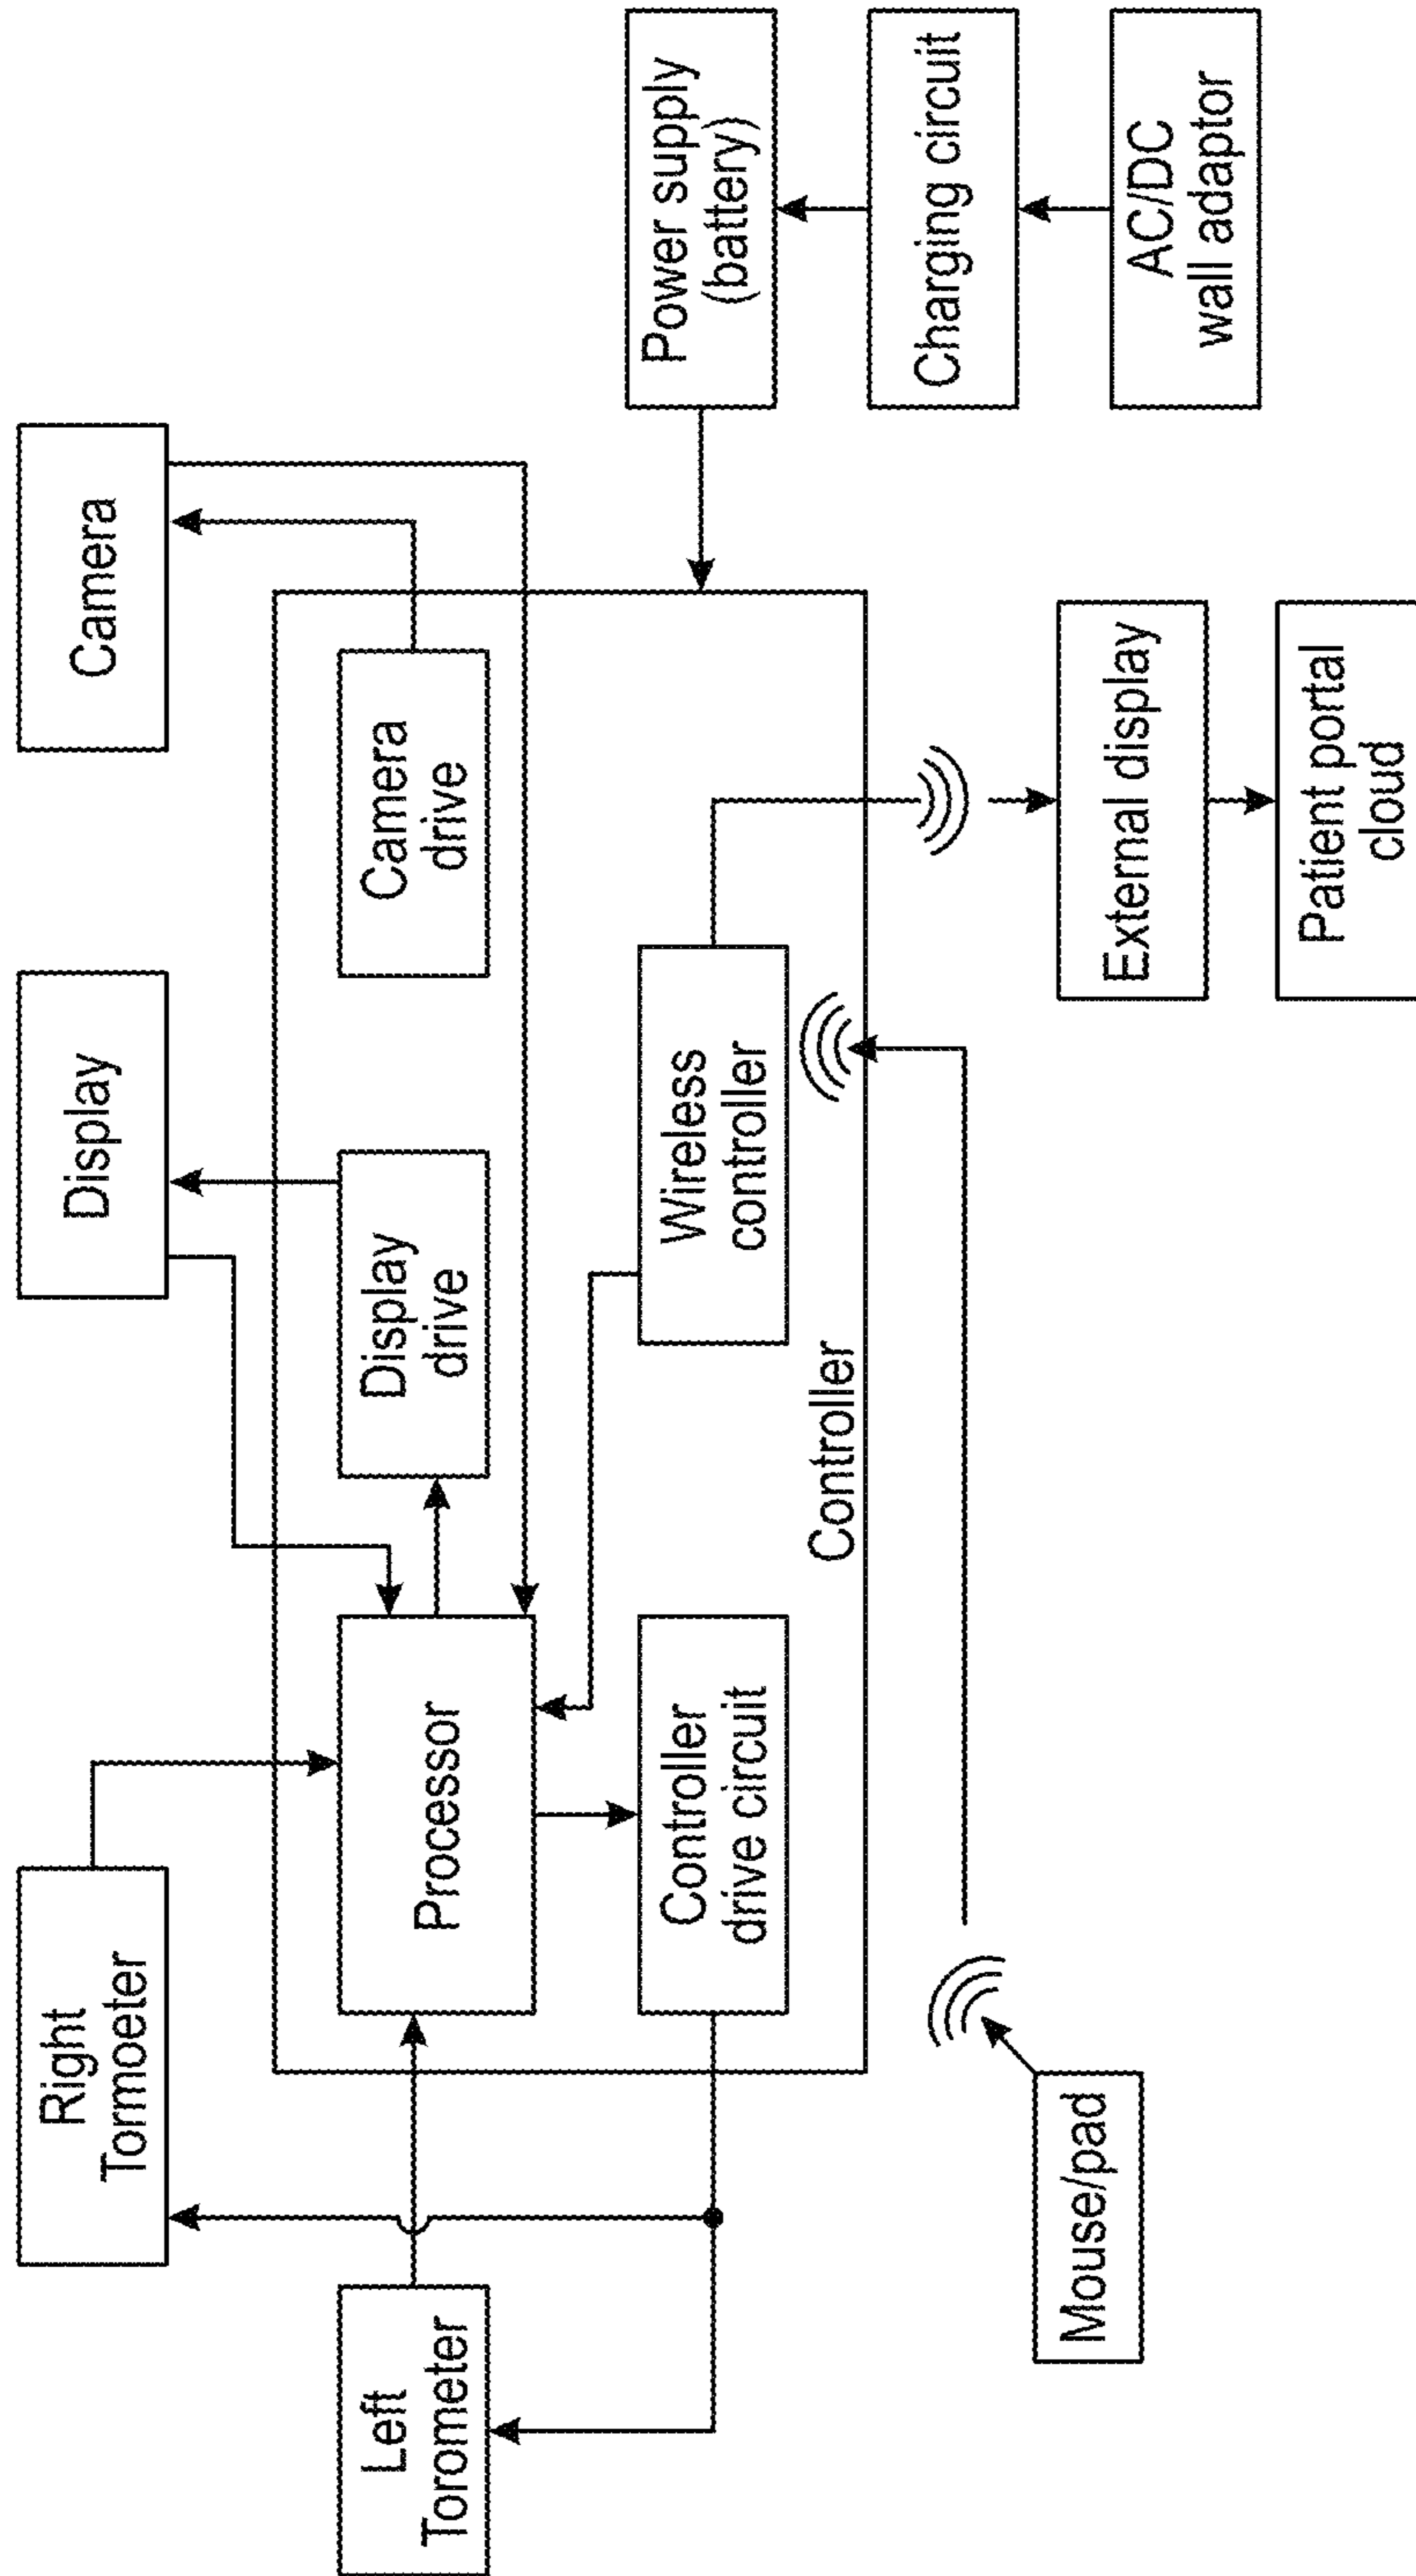 Right
Tormoeter
Display
Camera
Left
Torometer
Processor
Display
drive
Camera
drive
Controller
drive circuit
Wireless
controller
Controller
Power supply
(battery)
Charging circuit
AC/DC
wall adaptor
Mouse/pad
External display
Patient portal
cloud